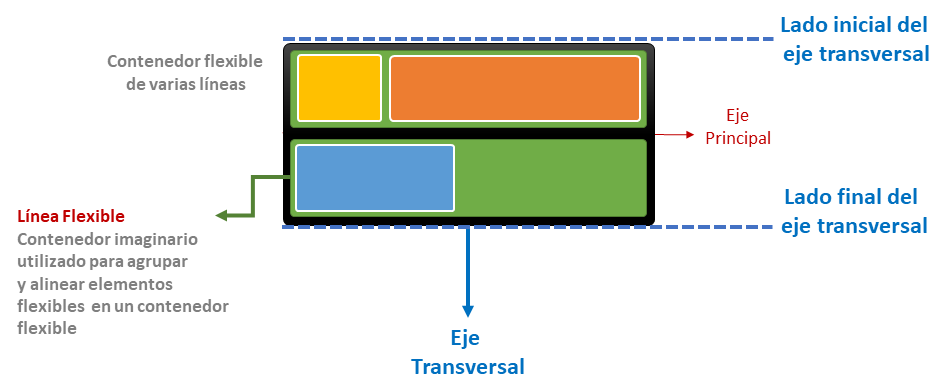 Lado inicial del
eje transversal
Contenedor flexible
de varias líneas
Eje
Principal
Lado final del
eje transversal
Línea Flexible
Contenedor imaginario
utilizado para agrupar
y alinear elementos
flexibles en un contenedor
flexible
Eje
Transversal